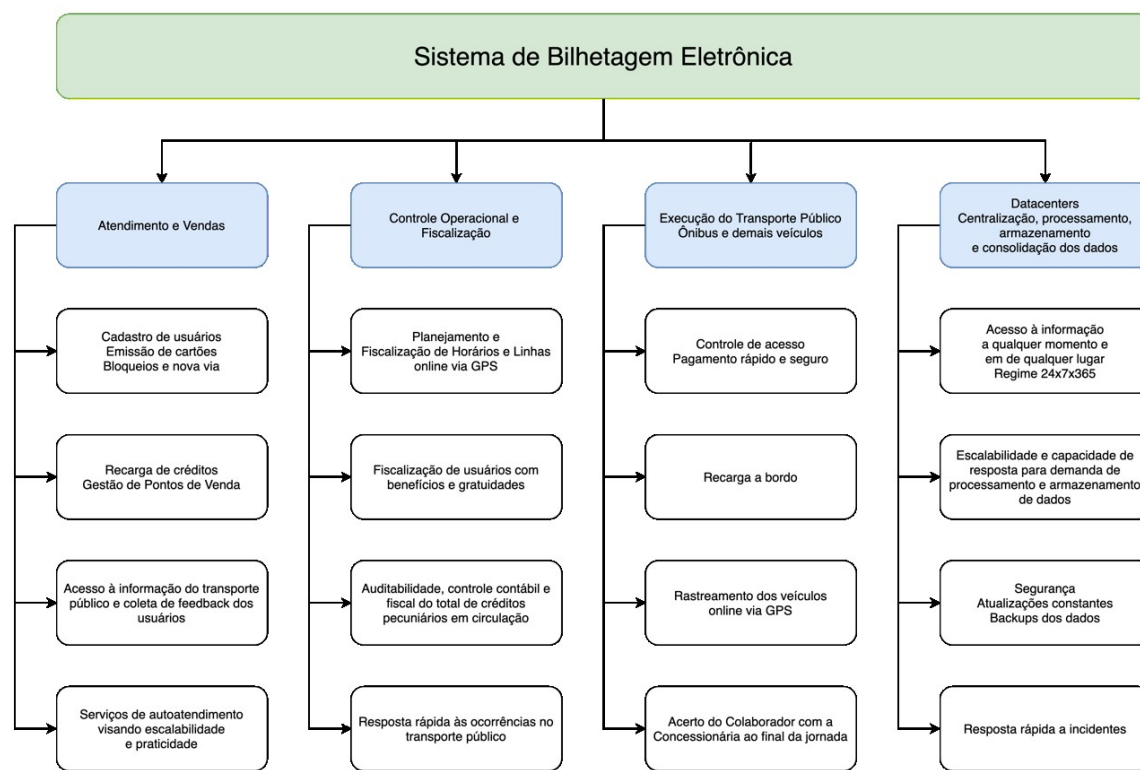 Sistema de Bilhetagem Eletrônica
Atendimento e Vendas
Controle Operacional e
Fiscalização
Execução do Transporte Público
Ônibus e demais veículos
Datacenters
Centralização, processamento,
armazenamento
e consolidação dos dados
Cadastro de usuários
Emissão de cartões
Bloqueios e nova via
Planejamento e
Fiscalização de Horários e Linhas
online via GPS
Controle de acesso
Pagamento rápido e seguro
Acesso à informação
a qualquer momento e
em de qualquer lugar
Regime 24x7x365
Recarga de créditos
Gestão de Pontos de Venda
Fiscalização de usuários com
benefícios e gratuidades
Recarga a bordo
Escalabilidade e capacidade de
resposta para demanda de
processamento e armazenamento
de dados
Acesso à informação do transporte
público e coleta de feedback dos
usuários
Auditabilidade, controle contábil e
fiscal do total de créditos
pecuniários em circulação
Rastreamento dos veículos
online via GPS
Segurança
Atualizações constantes
Backups dos dados
Serviços de autoatendimento
visando escalabilidade
e praticidade
Resposta rápida às ocorrências no
transporte público
Acerto do Colaborador com a
Concessionária ao final da jornada
Resposta rápida a incidentes